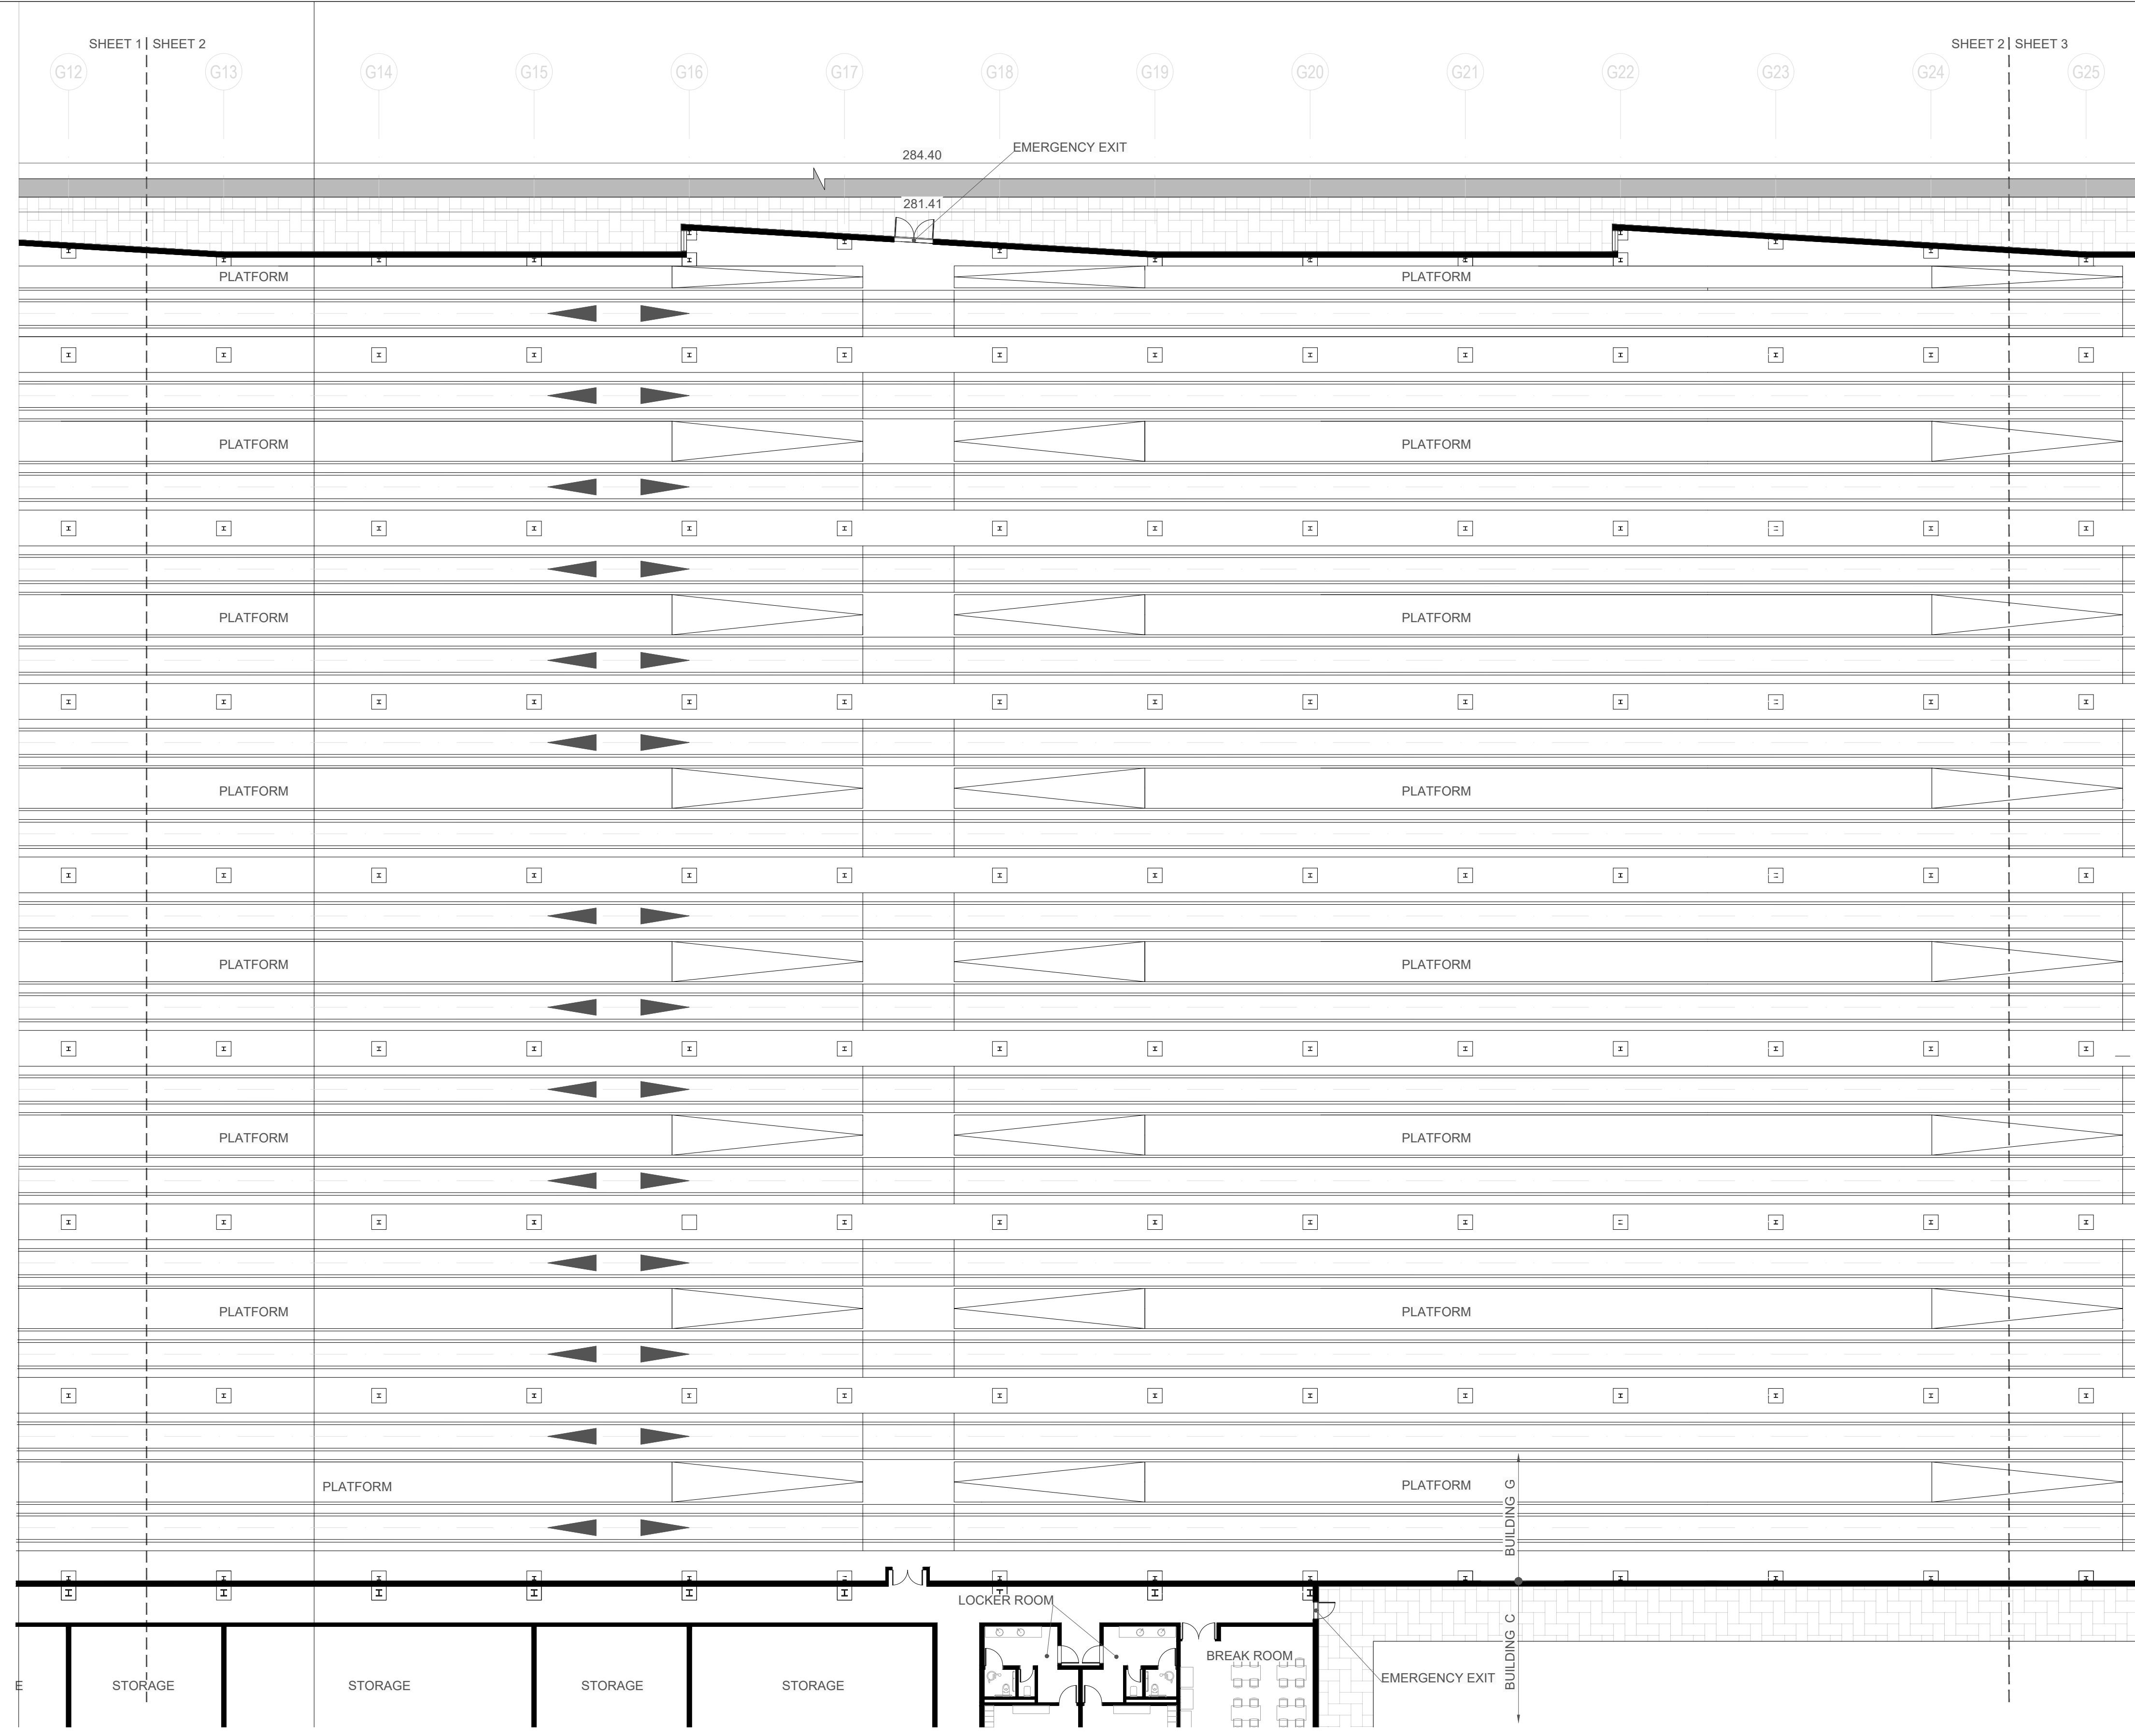 SHEET 1 SHEET 2
SHEET 2 SHEET 3
G12 G13 G14 G15 G16 G17 G18 G19 G20 G21 G22 G23 G24 G25
EMERGENCY EXIT
284.40
281.41
PLATFORM PLATFORM
PLATFORM PLATFORM
PLATFORM PLATFORM
PLATFORM PLATFORM
PLATFORM PLATFORM
PLATFORM PLATFORM
PLATFORM PLATFORM
PLATFORM PLATFORM
BUILDING G
LOCKER ROOM
BUILDING C
BREAK ROOM
EMERGENCY EXIT
E STORAGE STORAGE STORAGE STORAGE